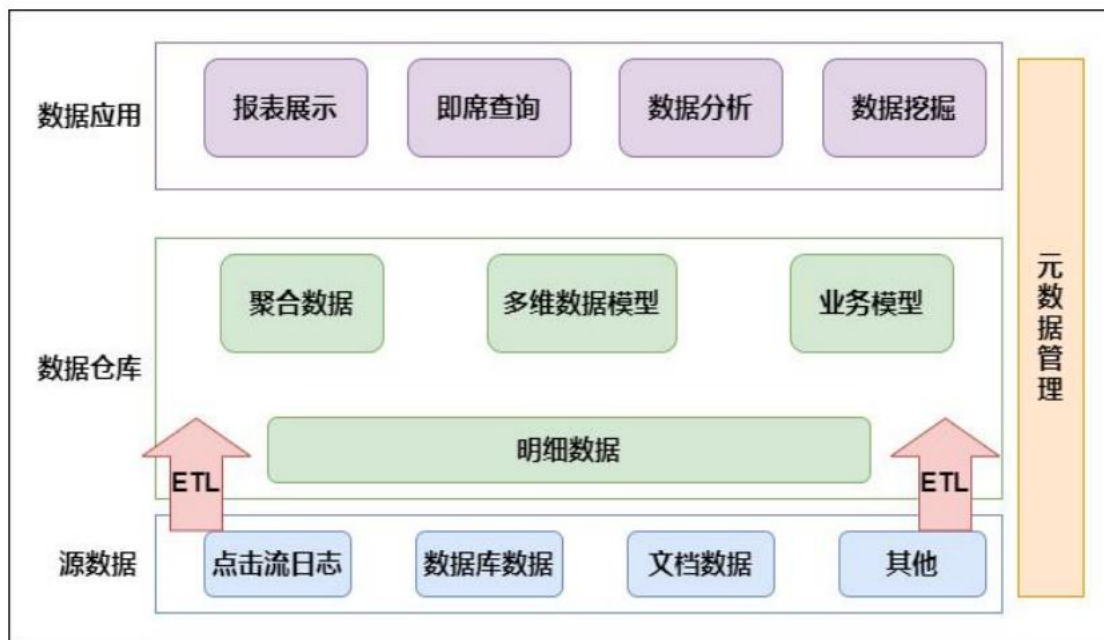 数据应用
报表展示
即席查询
数据分析
数据挖掘
数据仓库
聚合数据
多维数据模型
业务模型
明细数据
ETL
ETL
源数据
点击流日志
数据库数据
文档数据
其他
元数据管理